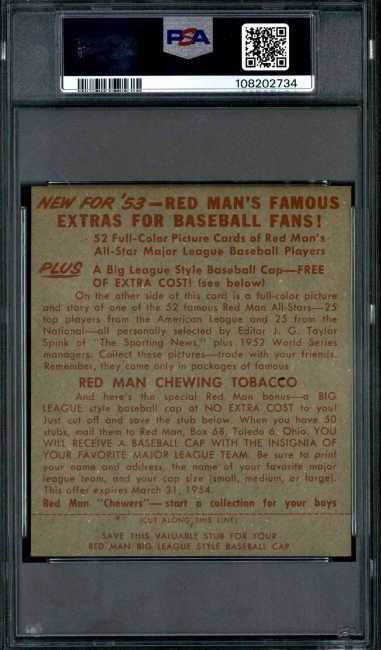 PSA
108202734
NEW FOR '53—RED MAN'S FAMOUS
EXTRAS FOR BASEBALL FANS!
52 Full-Color Picture Cards of Red Man's
All-Star Major League Baseball Players
PLUS A Big League Style Baseball Cap—FREE
OF EXTRA COST! (see below)
On the other side of this card is a full-color picture
and story of one of the 52 famous Red Man All-Stars—25
top players from the American League and 25 from the
National—all personally selected by Editor J. G. Taylor
Spink of "The Sporting News," plus 1952 World Series
managers. Collect these pictures—trade with your friends.
Remember, they come only in packages of famous
RED MAN CHEWING TOBACCO
And here's the special Red Man bonus—a BIG
LEAGUE style baseball cap at NO EXTRA COST to you!
Just cut off and save the stub below. When you have 50
stubs, mail them to Red Man, Box 68, Toledo 6, Ohio. YOU
WILL RECEIVE A BASEBALL CAP WITH THE INSIGNIA OF
YOUR FAVORITE MAJOR LEAGUE TEAM. Be sure to print
your name and address, the name of your favorite major
league team, and your cap size (small, medium, or large).
This offer expires March 31, 1954.
Red Man "Chewers"— start a collection for your boys
(CUT ALONG THIS LINE)
SAVE THIS VALUABLE STUB FOR YOUR
RED MAN BIG LEAGUE STYLE BASEBALL CAP